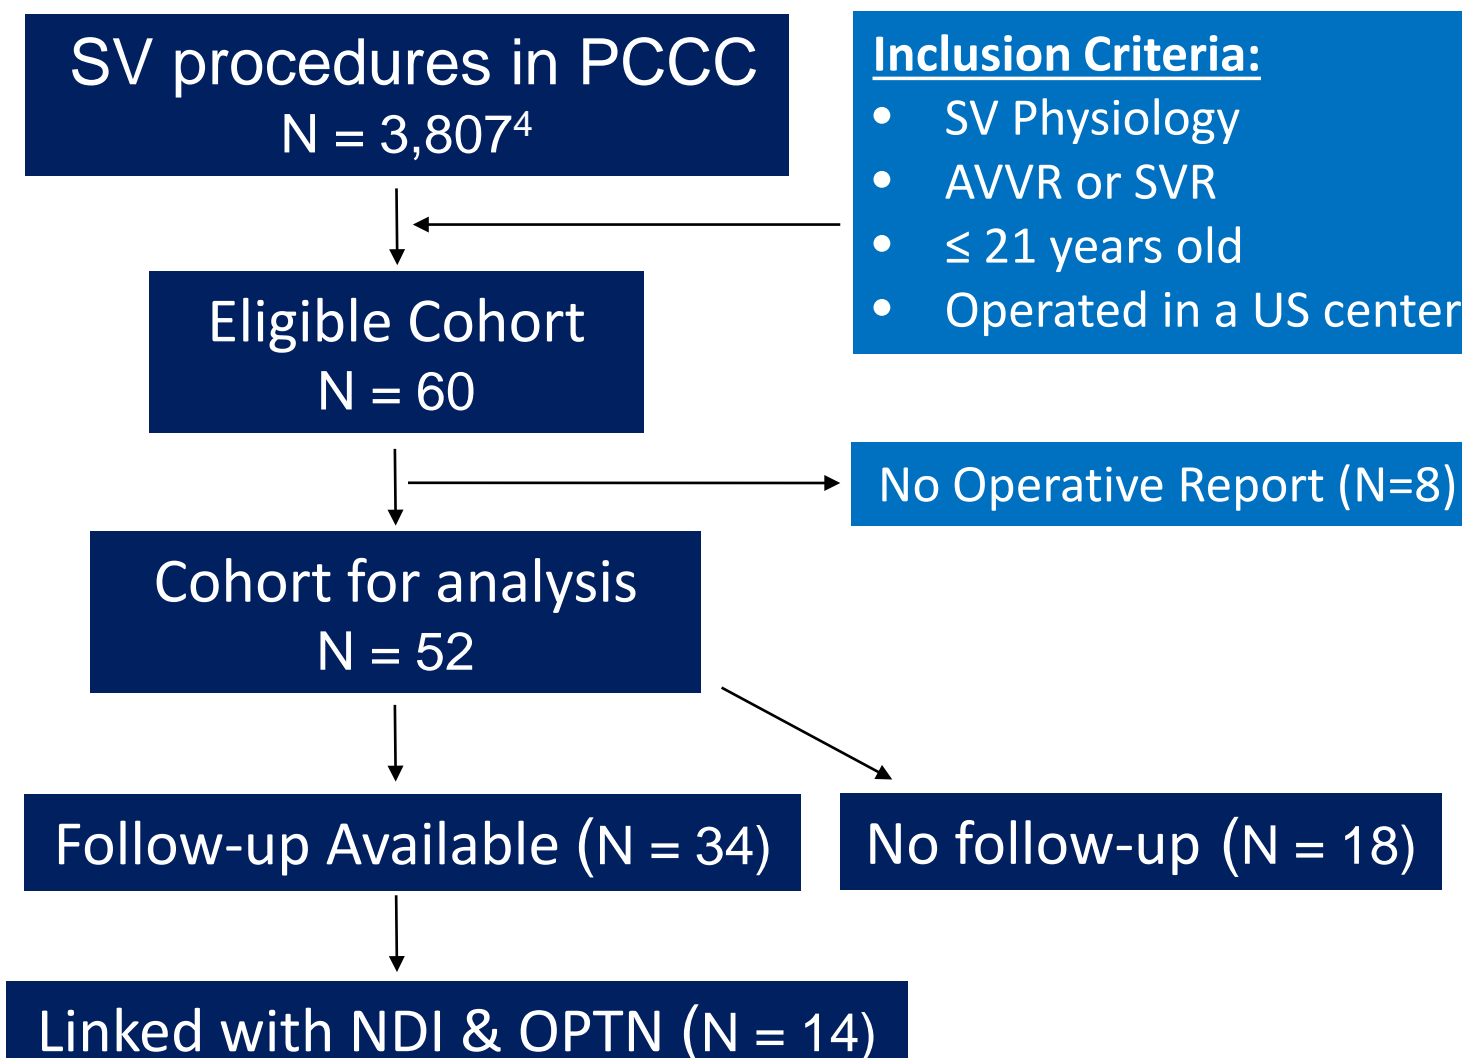 SV procedures in PCCC
N = 3,807⁴
Inclusion Criteria:
• SV Physiology
• AVVR or SVR
• ≤ 21 years old
• Operated in a US center
Eligible Cohort
N = 60
No Operative Report (N=8)
Cohort for analysis
N = 52
Follow-up Available (N = 34)
No follow-up (N = 18)
Linked with NDI & OPTN (N = 14)